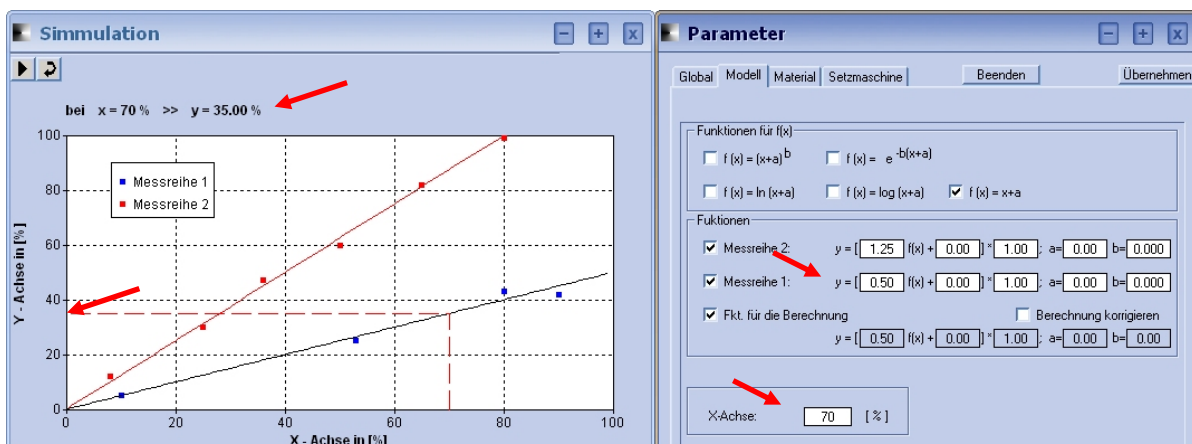 Simmulation
bei x = 70 % >> y = 35.00 %
100
80
60
40
20
0
Messreihe 1
Messreihe 2
Y - Achse in [%]
0 20 40 60 80 100
X - Achse in [%]
Parameter
Global Modell Material Setzmaschine Beenden Übernehmen
Funktionen für f(x)
f (x) = (x+a)^b f (x) = e^-b(x+a)
f (x) = ln (x+a) f (x) = log (x+a) f (x) = x+a
Fuktionen
Messreihe 2: y = [ 1.25 f(x) + 0.00 ] * 1.00 ; a= 0.00 b= 0.000
Messreihe 1: y = [ 0.50 f(x) + 0.00 ] * 1.00 ; a= 0.00 b= 0.000
Fkt. für die Berechnung Berechnung korrigieren
y = [ 0.50 f(x) + 0.00 ] * 1.00 ; a= 0.00 b= 0.00
X-Achse: 70 [ % ]